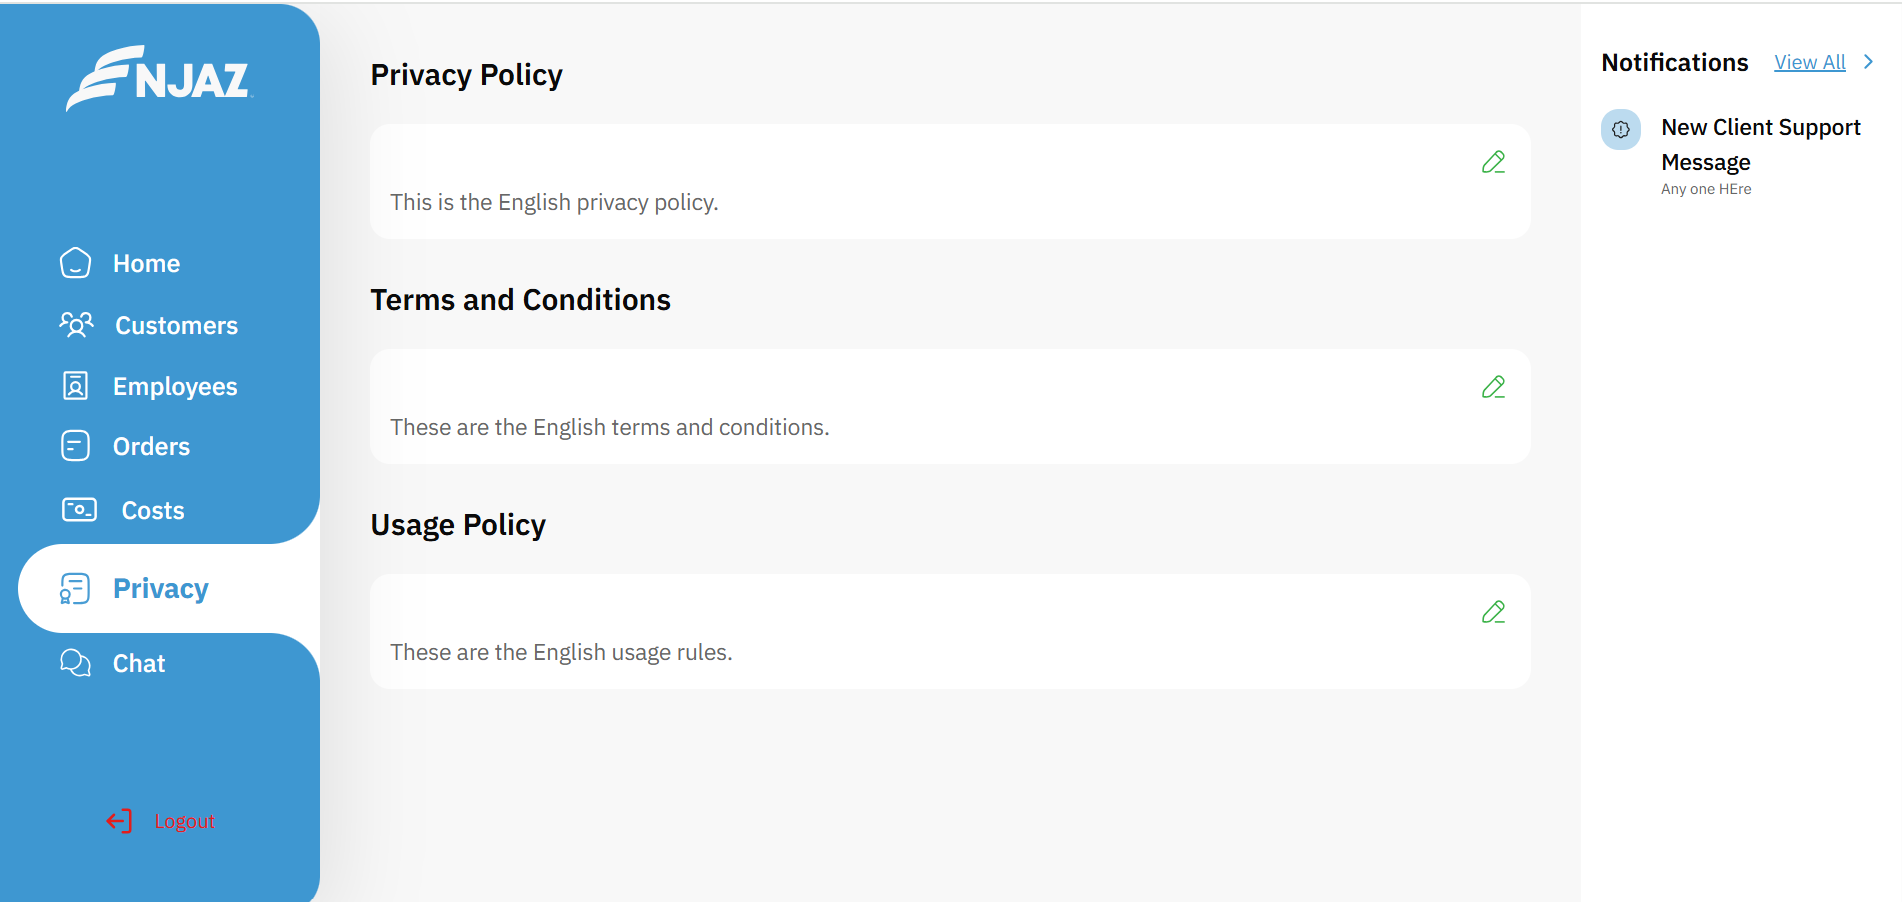 ENJAZ
Home
Customers
Employees
Orders
Costs
Privacy
Chat
Logout
Privacy Policy
This is the English privacy policy.
Terms and Conditions
These are the English terms and conditions.
Usage Policy
These are the English usage rules.
Notifications View All
New Client Support
Message
Any one HEre